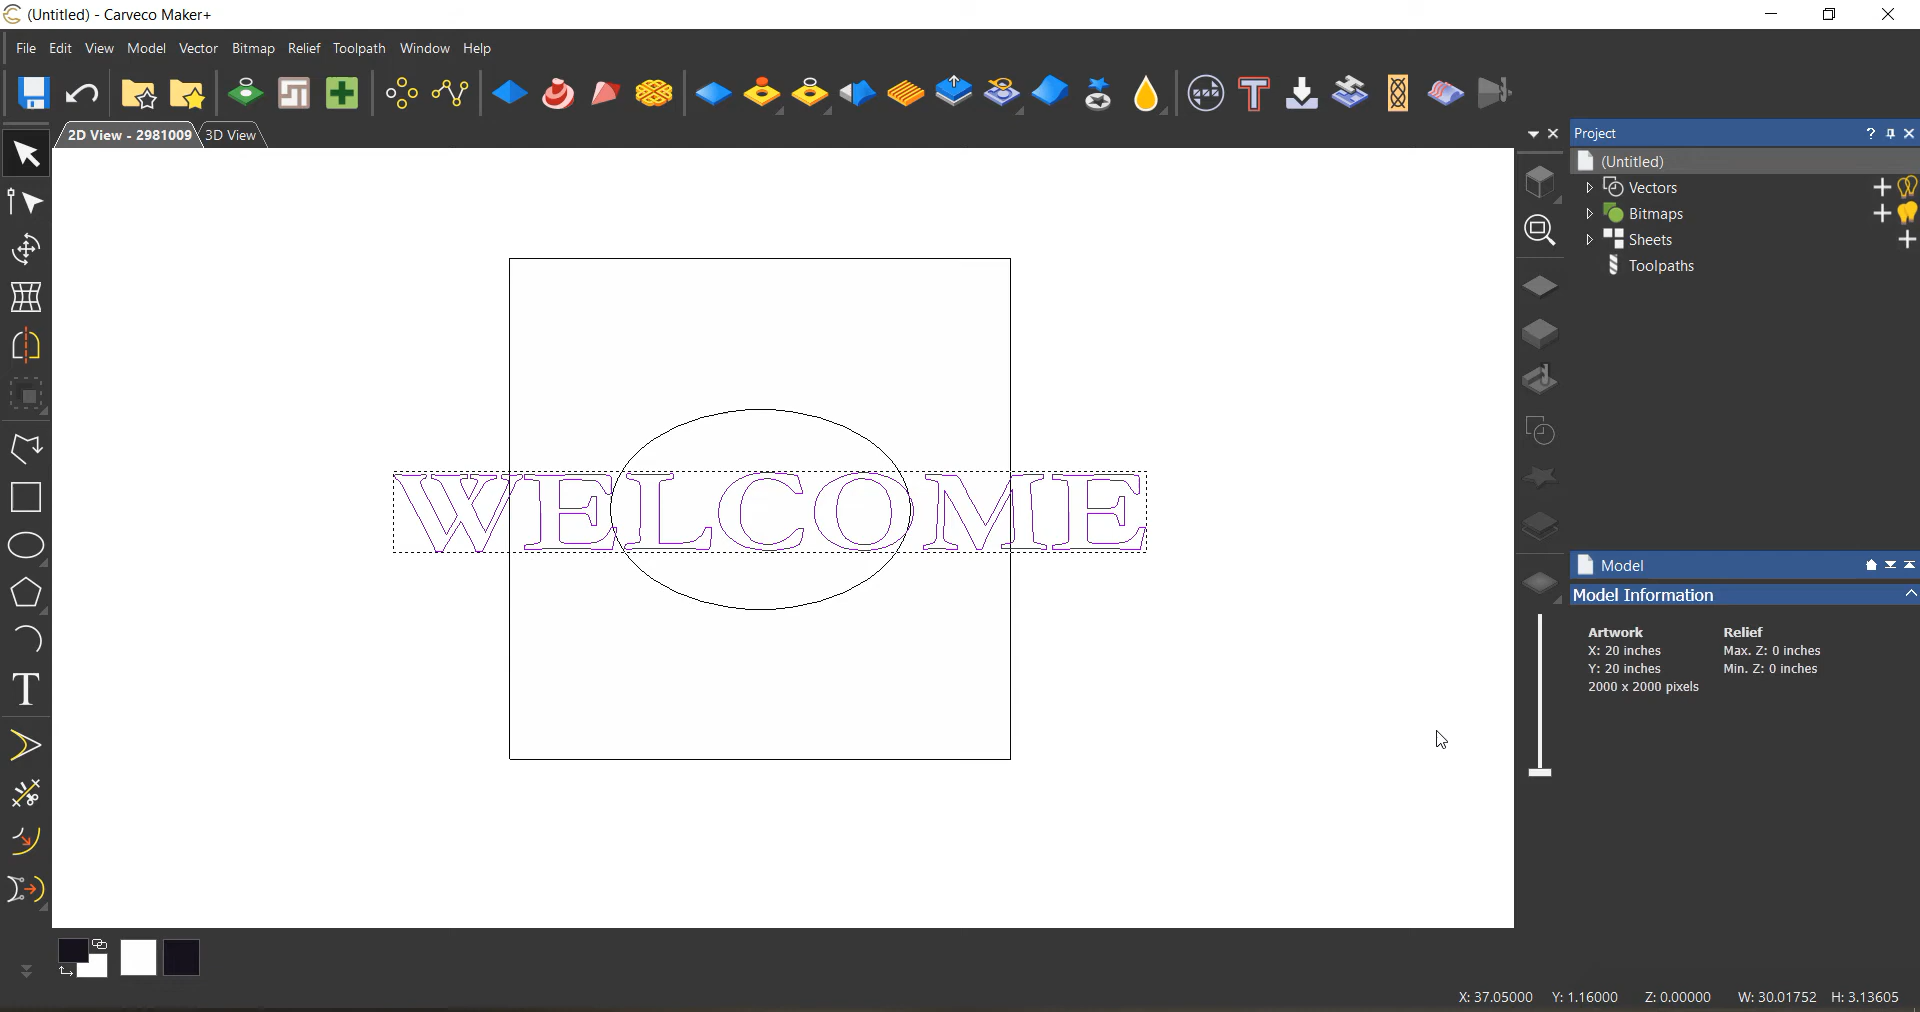 (Untitled) - Carveco Maker+
File Edit View Model Vector Bitmap Relief Toolpath Window Help
2D View - 2981009 3D View
Project
(Untitled)
Vectors
Bitmaps
Sheets
Toolpaths
WELCOME
Model
Model Information
Artwork Relief
X: 20 inches Max. Z: 0 inches
Y: 20 inches Min. Z: 0 inches
2000 x 2000 pixels
X: 37.05000 Y: 1.16000 Z: 0.00000 W: 30.01752 H: 3.13605